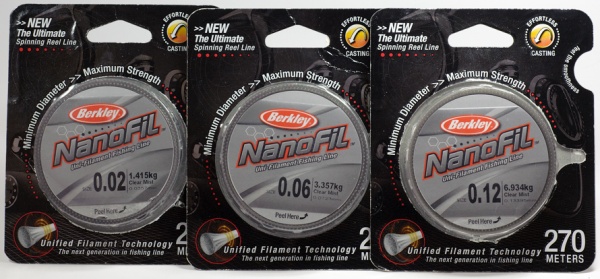 >> NEW
The Ultimate
Spinning Reel Line
EFFORTLESS
CASTING
Minimum Diameter >> Maximum Strength
Berkley
NanoFil
Uni-Filament Fishing Line
0.02
1.415kg
Clear Mist
Peel Here
Unified Filament Technology
The next generation in fishing line
2
>> NEW
The Ultimate
Spinning Reel Line
EFFORTLESS
CASTING
Minimum Diameter >> Maximum Strength
Berkley
NanoFil
Uni-Filament Fishing Line
0.06
3.357kg
Clear Mist
Peel Here
Unified Filament Technology
The next generation in fishing line
2
>> NEW
The Ultimate
Spinning Reel Line
EFFORTLESS
CASTING
feel the
Minimum Diameter >> Maximum Strength
Berkley
NanoFil
Uni-Filament Fishing Line
0.12
6.934kg
Clear Mist
Peel Here
Unified Filament Technology
The next generation in fishing line
270
METERS